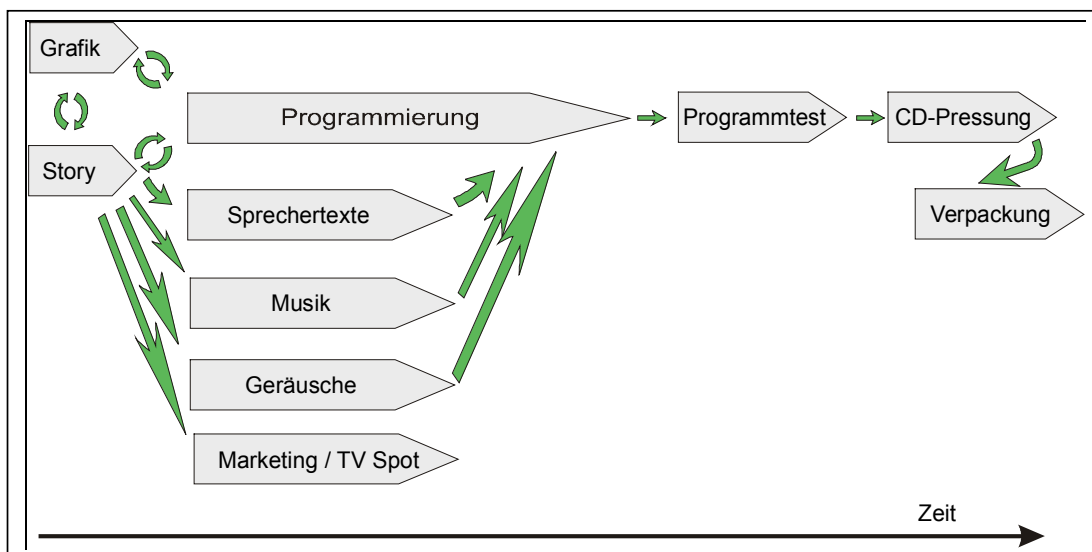 Grafik
Programmierung
Programmtest
CD-Pressung
Story
Sprechertexte
Verpackung
Musik
Geräusche
Marketing / TV Spot
Zeit